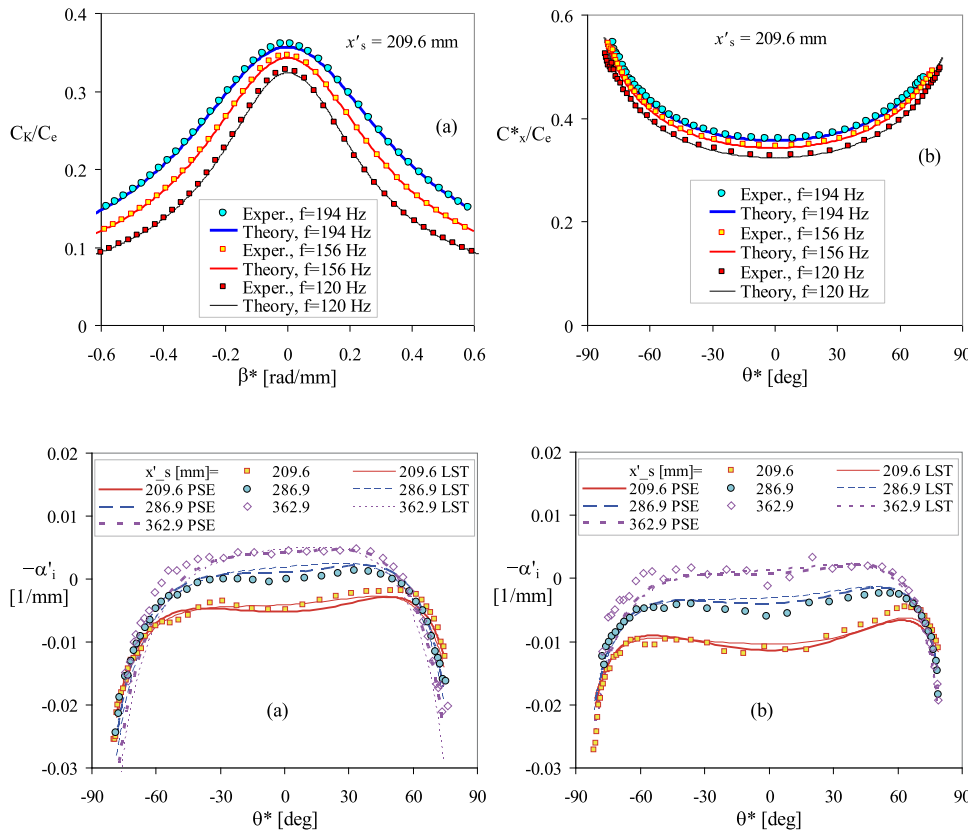 0.4
0.3
0.2
0.1
0
C_K/C_e
x'_s = 209.6 mm
(a)
Exper., f=194 Hz
Theory, f=194 Hz
Exper., f=156 Hz
Theory, f=156 Hz
Exper., f=120 Hz
Theory, f=120 Hz
-0.6 -0.4 -0.2 0 0.2 0.4 0.6
β* [rad/mm]
0.6
0.4
0.2
0
C*_x/C_e
x'_s = 209.6 mm
(b)
Exper., f=194 Hz
Theory, f=194 Hz
Exper., f=156 Hz
Theory, f=156 Hz
Exper., f=120 Hz
Theory, f=120 Hz
-90 -60 -30 0 30 60 90
θ* [deg]
0.02
0.01
0
-0.01
-0.02
-0.03
−α'_i
[1/mm]
x'_s [mm]= 209.6 209.6 LST
209.6 PSE 286.9 286.9 LST
286.9 PSE 362.9 362.9 LST
362.9 PSE
(a)
-90 -60 -30 0 30 60 90
θ* [deg]
0.02
0.01
0
-0.01
-0.02
-0.03
−α'_i
[1/mm]
x'_s [mm]= 209.6 209.6 LST
209.6 PSE 286.9 286.9 LST
286.9 PSE 362.9 362.9 LST
362.9 PSE
(b)
-90 -60 -30 0 30 60 90
θ* [deg]